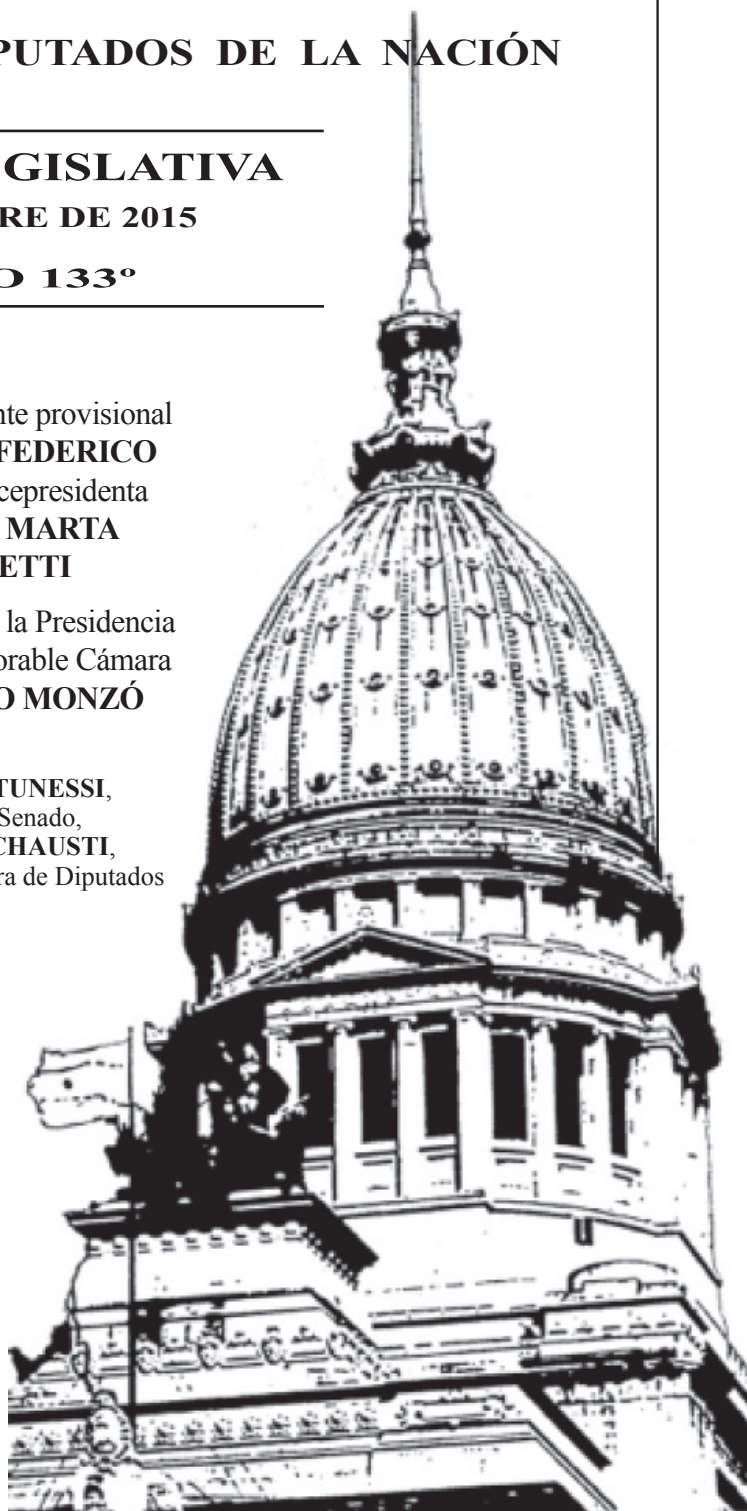 PUTADOS DE LA NACIÓN
GISLATIVA
RE DE 2015
O 133º
nte provisional
FEDERICO
cepresidenta
MARTA
ETTI
la Presidencia
orable Cámara
O MONZÓ
TUNESSI,
Senado,
CHAUSTI,
ra de Diputados